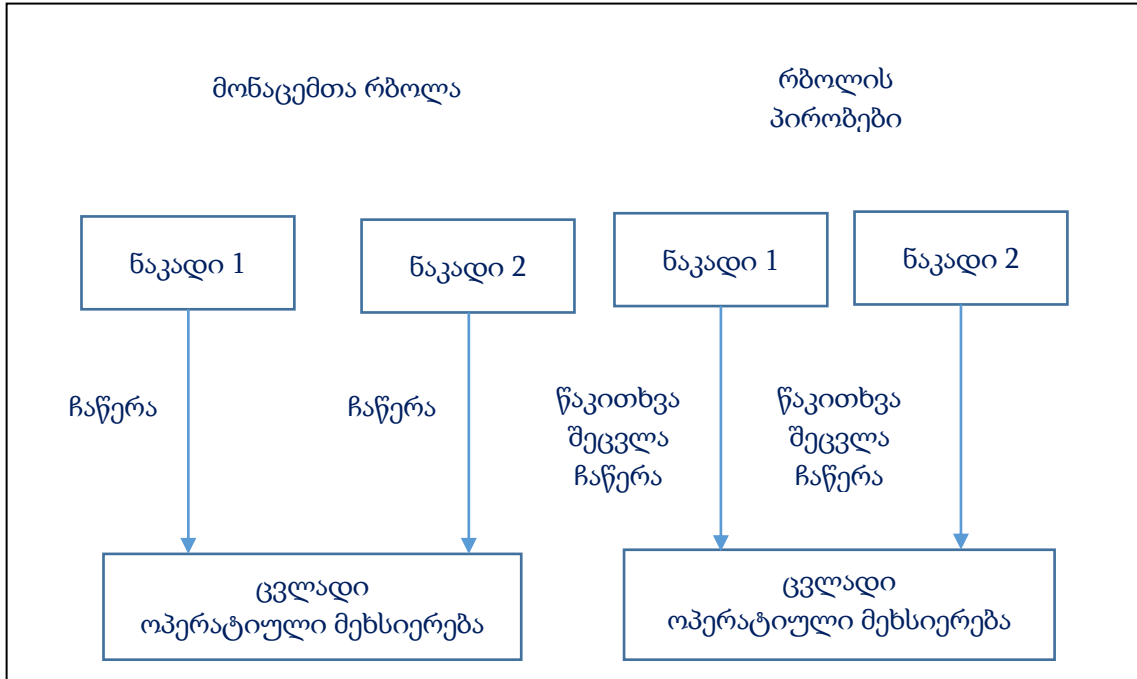 მონაცემთა რბოლა
რბოლის
პირობები
ნაკადი 1
ნაკადი 2
ნაკადი 1
ნაკადი 2
ჩაწერა
ჩაწერა
წაკითხვა
შეცვლა
ჩაწერა
წაკითხვა
შეცვლა
ჩაწერა
ცვლადი
ოპერატიული მეხსიერება
ცვლადი
ოპერატიული მეხსიერება